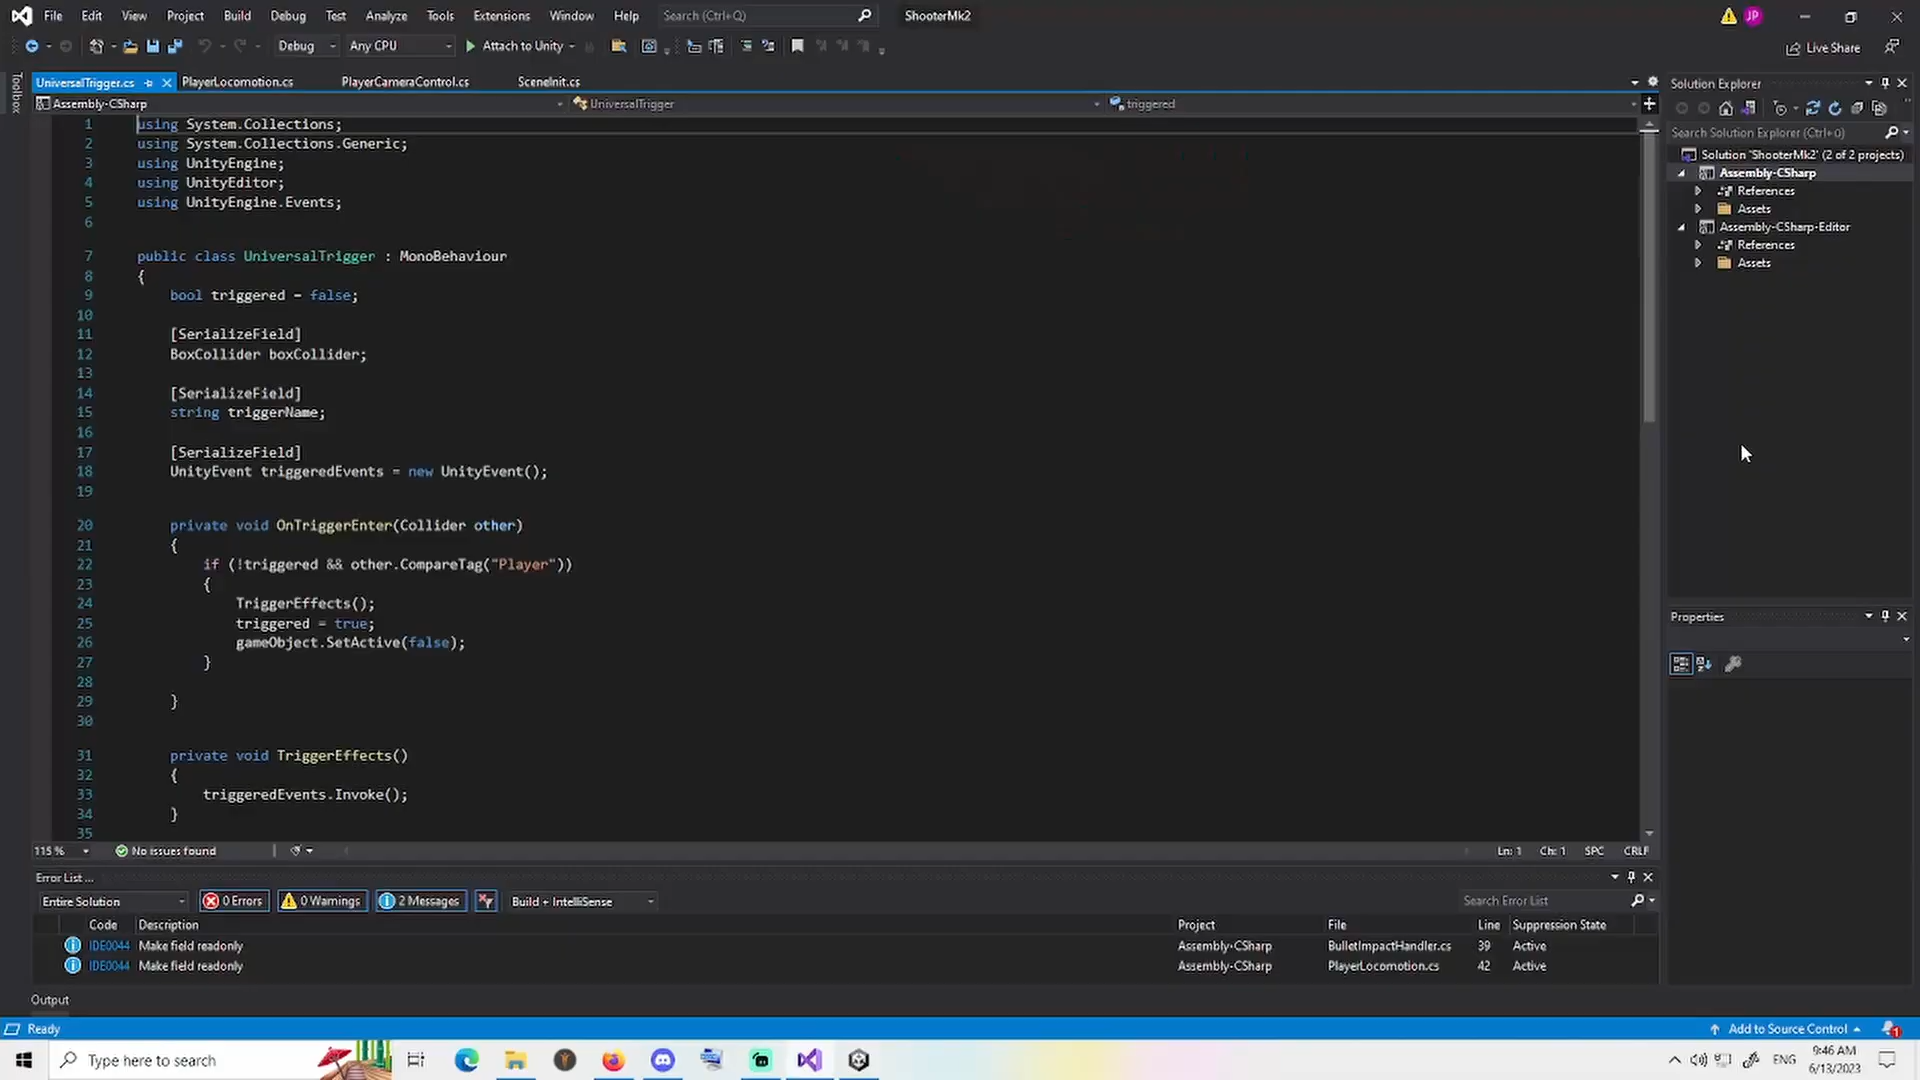 File Edit View Project Build Debug Test Analyze Tools Extensions Window Help Search (Ctrl+Q) ShooterMk2 JP
Debug Any CPU Attach to Unity Live Share
Toolbox
UniversalTrigger.cs PlayerLocomotion.cs PlayerCameraControl.cs SceneInit.cs
Assembly-CSharp UniversalTrigger triggered
1 using System.Collections;
2 using System.Collections.Generic;
3 using UnityEngine;
4 using UnityEditor;
5 using UnityEngine.Events;
6
7 public class UniversalTrigger : MonoBehaviour
8 {
9 bool triggered = false;
10
11 [SerializeField]
12 BoxCollider boxCollider;
13
14 [SerializeField]
15 string triggerName;
16
17 [SerializeField]
18 UnityEvent triggeredEvents = new UnityEvent();
19
20 private void OnTriggerEnter(Collider other)
21 {
22 if (!triggered && other.CompareTag("Player"))
23 {
24 TriggerEffects();
25 triggered = true;
26 gameObject.SetActive(false);
27 }
28
29 }
30
31 private void TriggerEffects()
32 {
33 triggeredEvents.Invoke();
34 }
35
115 % No issues found Ln: 1 Ch: 1 SPC CRLF
Solution Explorer
Search Solution Explorer (Ctrl+;)
Solution 'ShooterMk2' (2 of 2 projects)
Assembly-CSharp
References
Assets
Assembly-CSharp-Editor
References
Assets
Properties
Error List ...
Entire Solution 0 Errors 0 Warnings 2 Messages Build + IntelliSense Search Error List
Code Description Project File Line Suppression State
IDE0044 Make field readonly Assembly-CSharp BulletImpactHandler.cs 39 Active
IDE0044 Make field readonly Assembly-CSharp PlayerLocomotion.cs 42 Active
Output
Ready Add to Source Control 1
Type here to search ENG 9:46 AM
6/13/2023